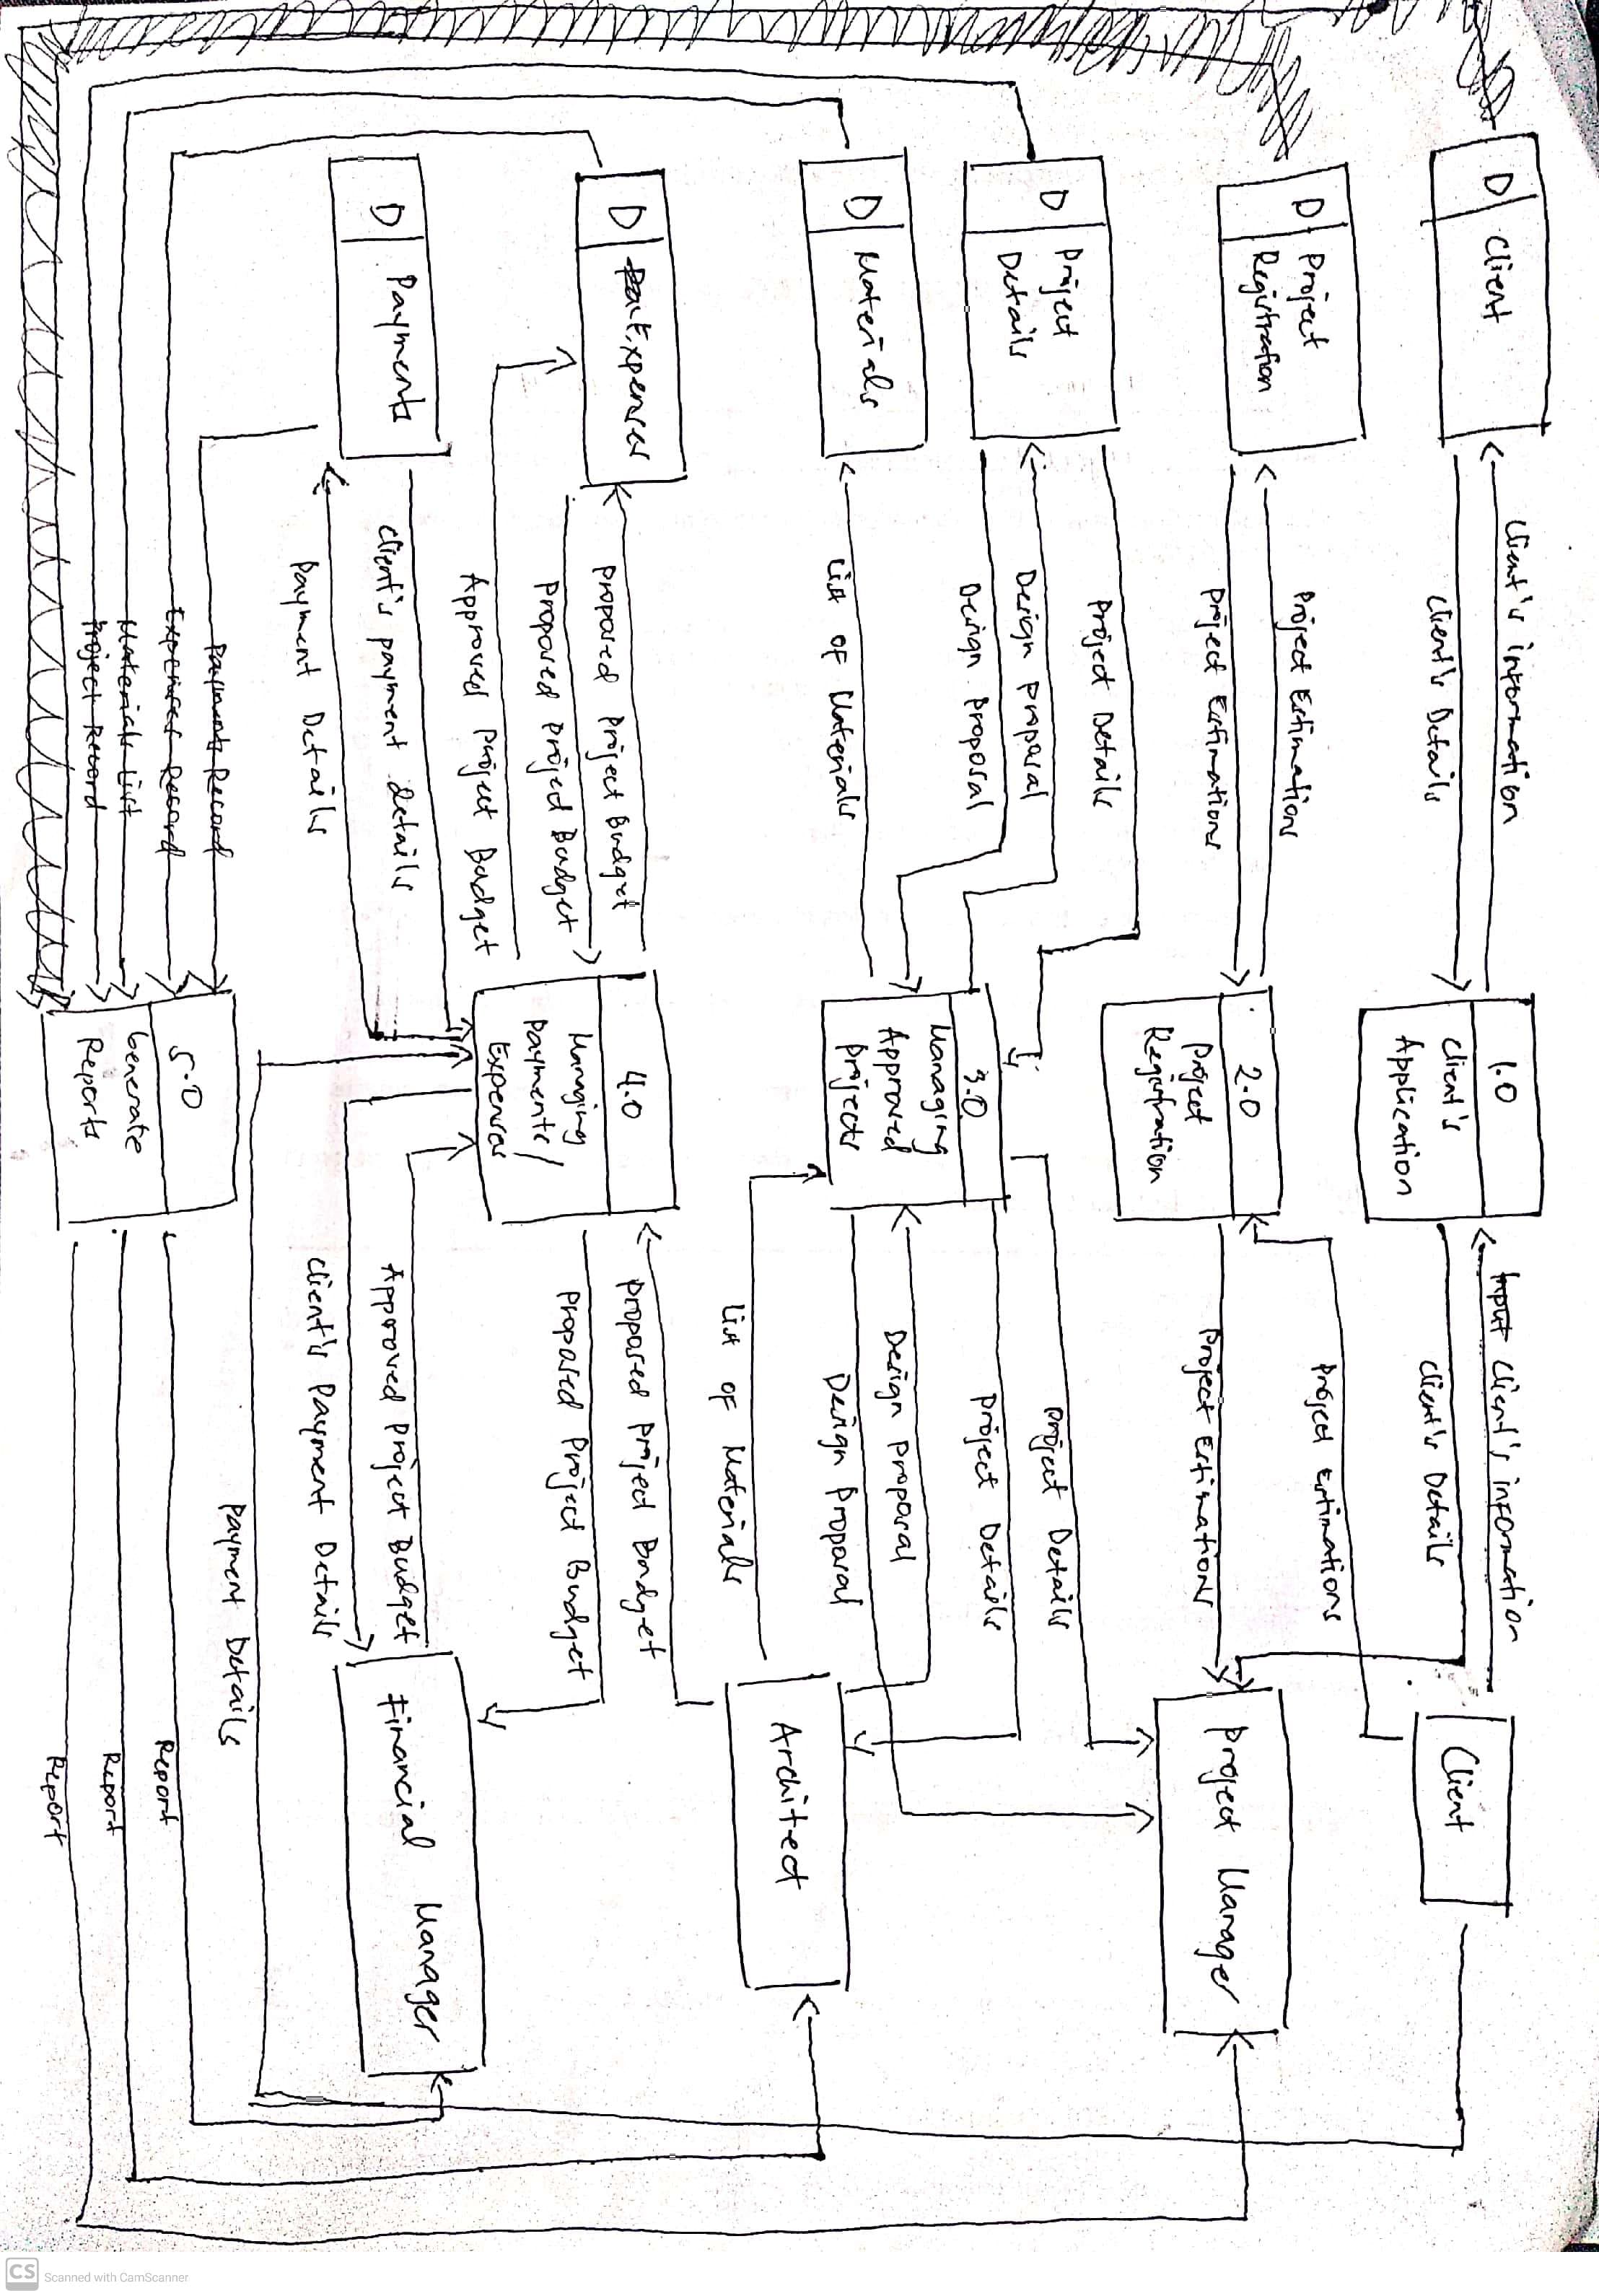 D Client
Client's information
Client's Details
1.0
Client's
Application
Input Client's information
Client's Details
Client
D Project
Registration
Project Estimations
Project Estimations
2.0
Project
Registration
Project Estimations
Project Estimations
Project Manager
D Project
Details
Project Details
Design Proposal
Design Proposal
3.0
Managing
Approved
Projects
Project Details
Project Details
Design Proposal
Design Proposal
D Materials
List of Materials
List of Materials
Architect
D Expenses
Proposed Project Budget
Proposed Project Budget
Approved Project Budget
4.0
Managing
Payments/
Expenses
Proposed Project Budget
Proposed Project Budget
D Payments
Client's payment details
Payment Details
Approved Project Budget
Client's Payment Details
Financial Manager
Payment Details
Payments Record
Expenses Record
Materials List
Project Record
5.0
Generate
Reports
Report
Report
Report
CS Scanned with CamScanner